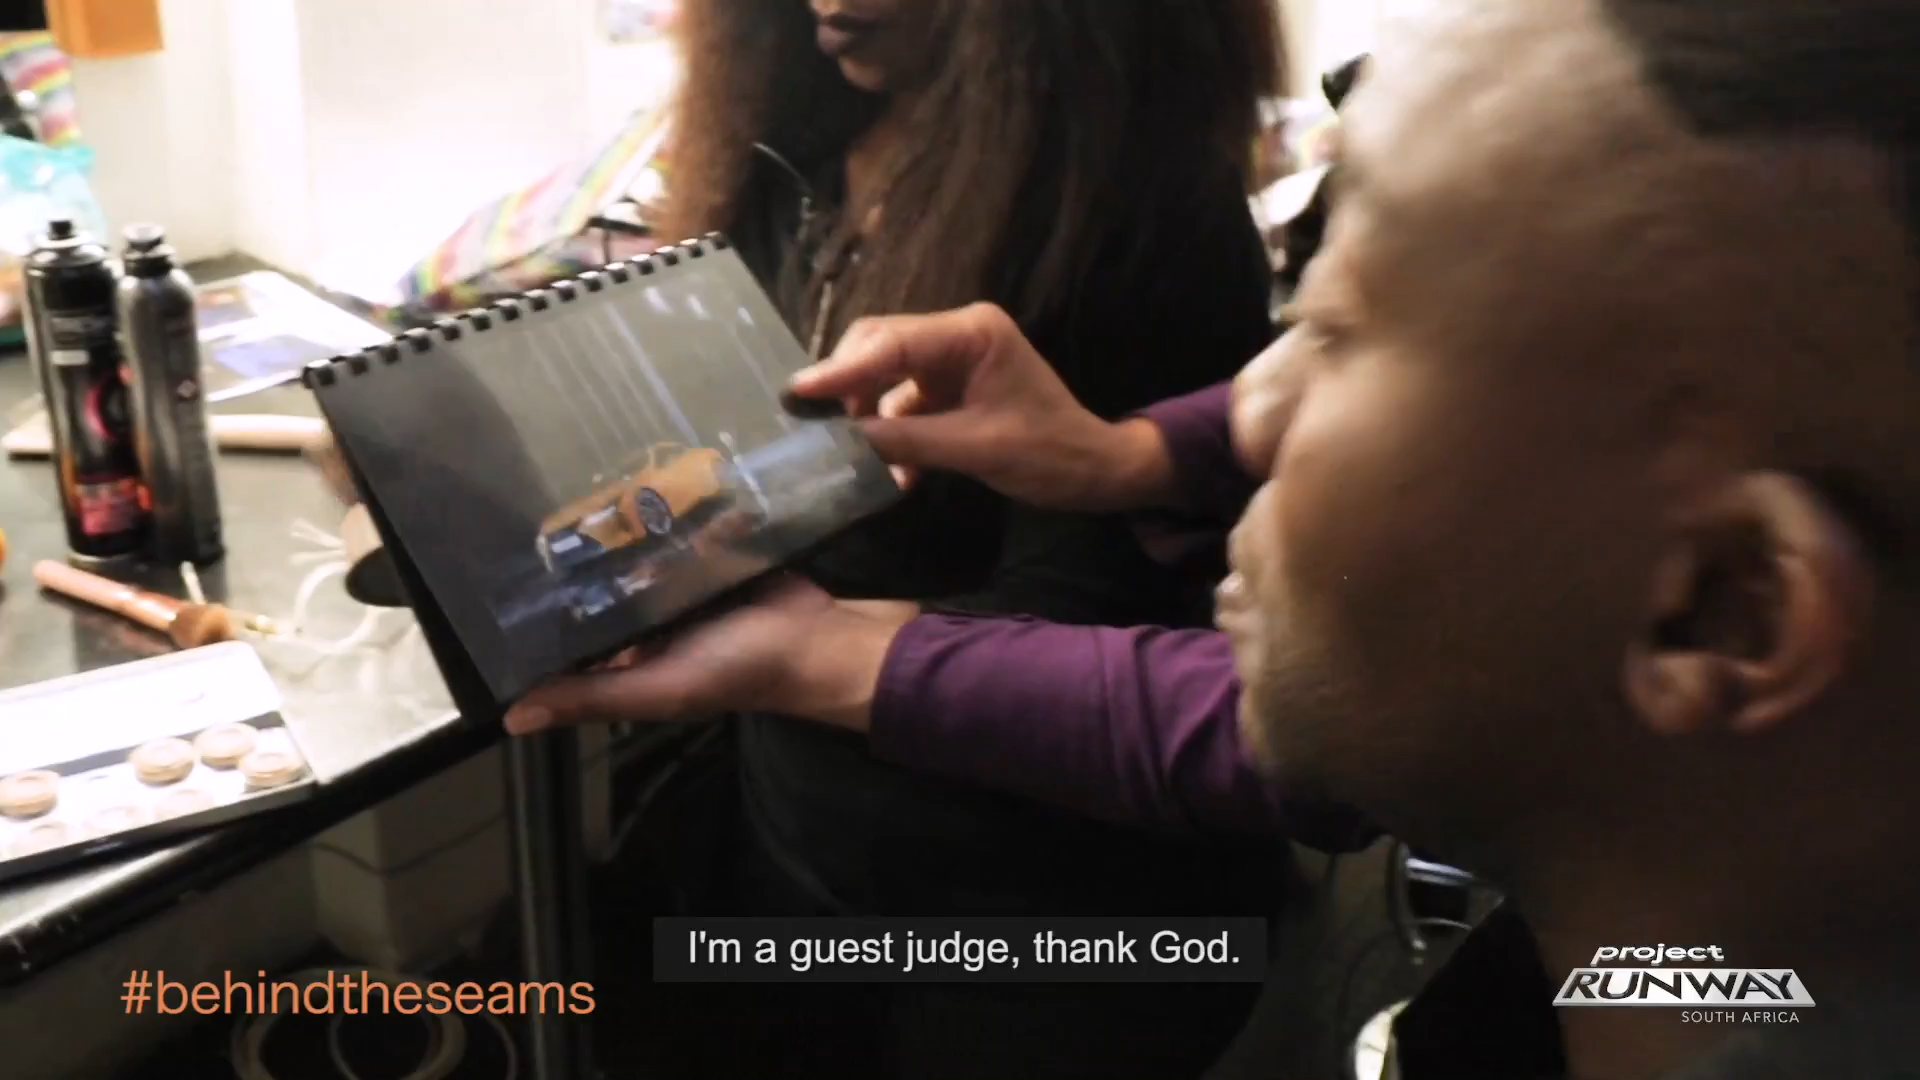 I'm a guest judge, thank God.
#behindtheseams
project
RUNWAY
SOUTH AFRICA